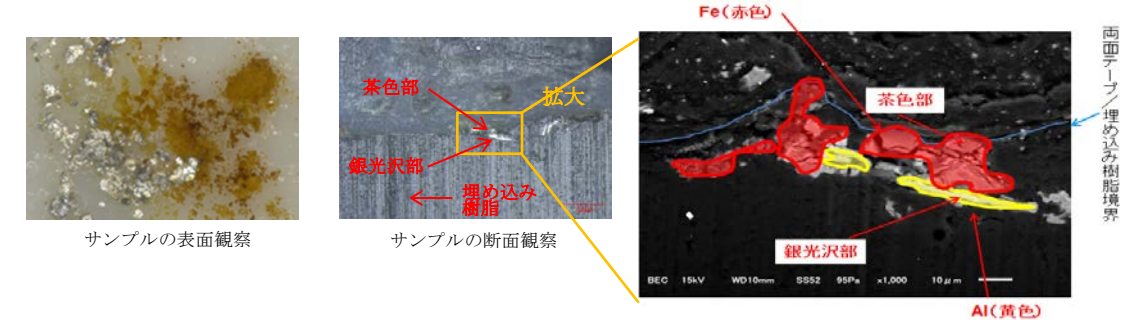 Fe(赤色)
茶色部
拡大
銀光沢部
埋め込み
樹脂
サンプルの表面観察
サンプルの断面観察
茶色部
銀光沢部
BEC 15kV WD10mm SS52 95Pa ×1,000 10μm
Al(黄色)
両面テープ/埋め込み樹脂境界